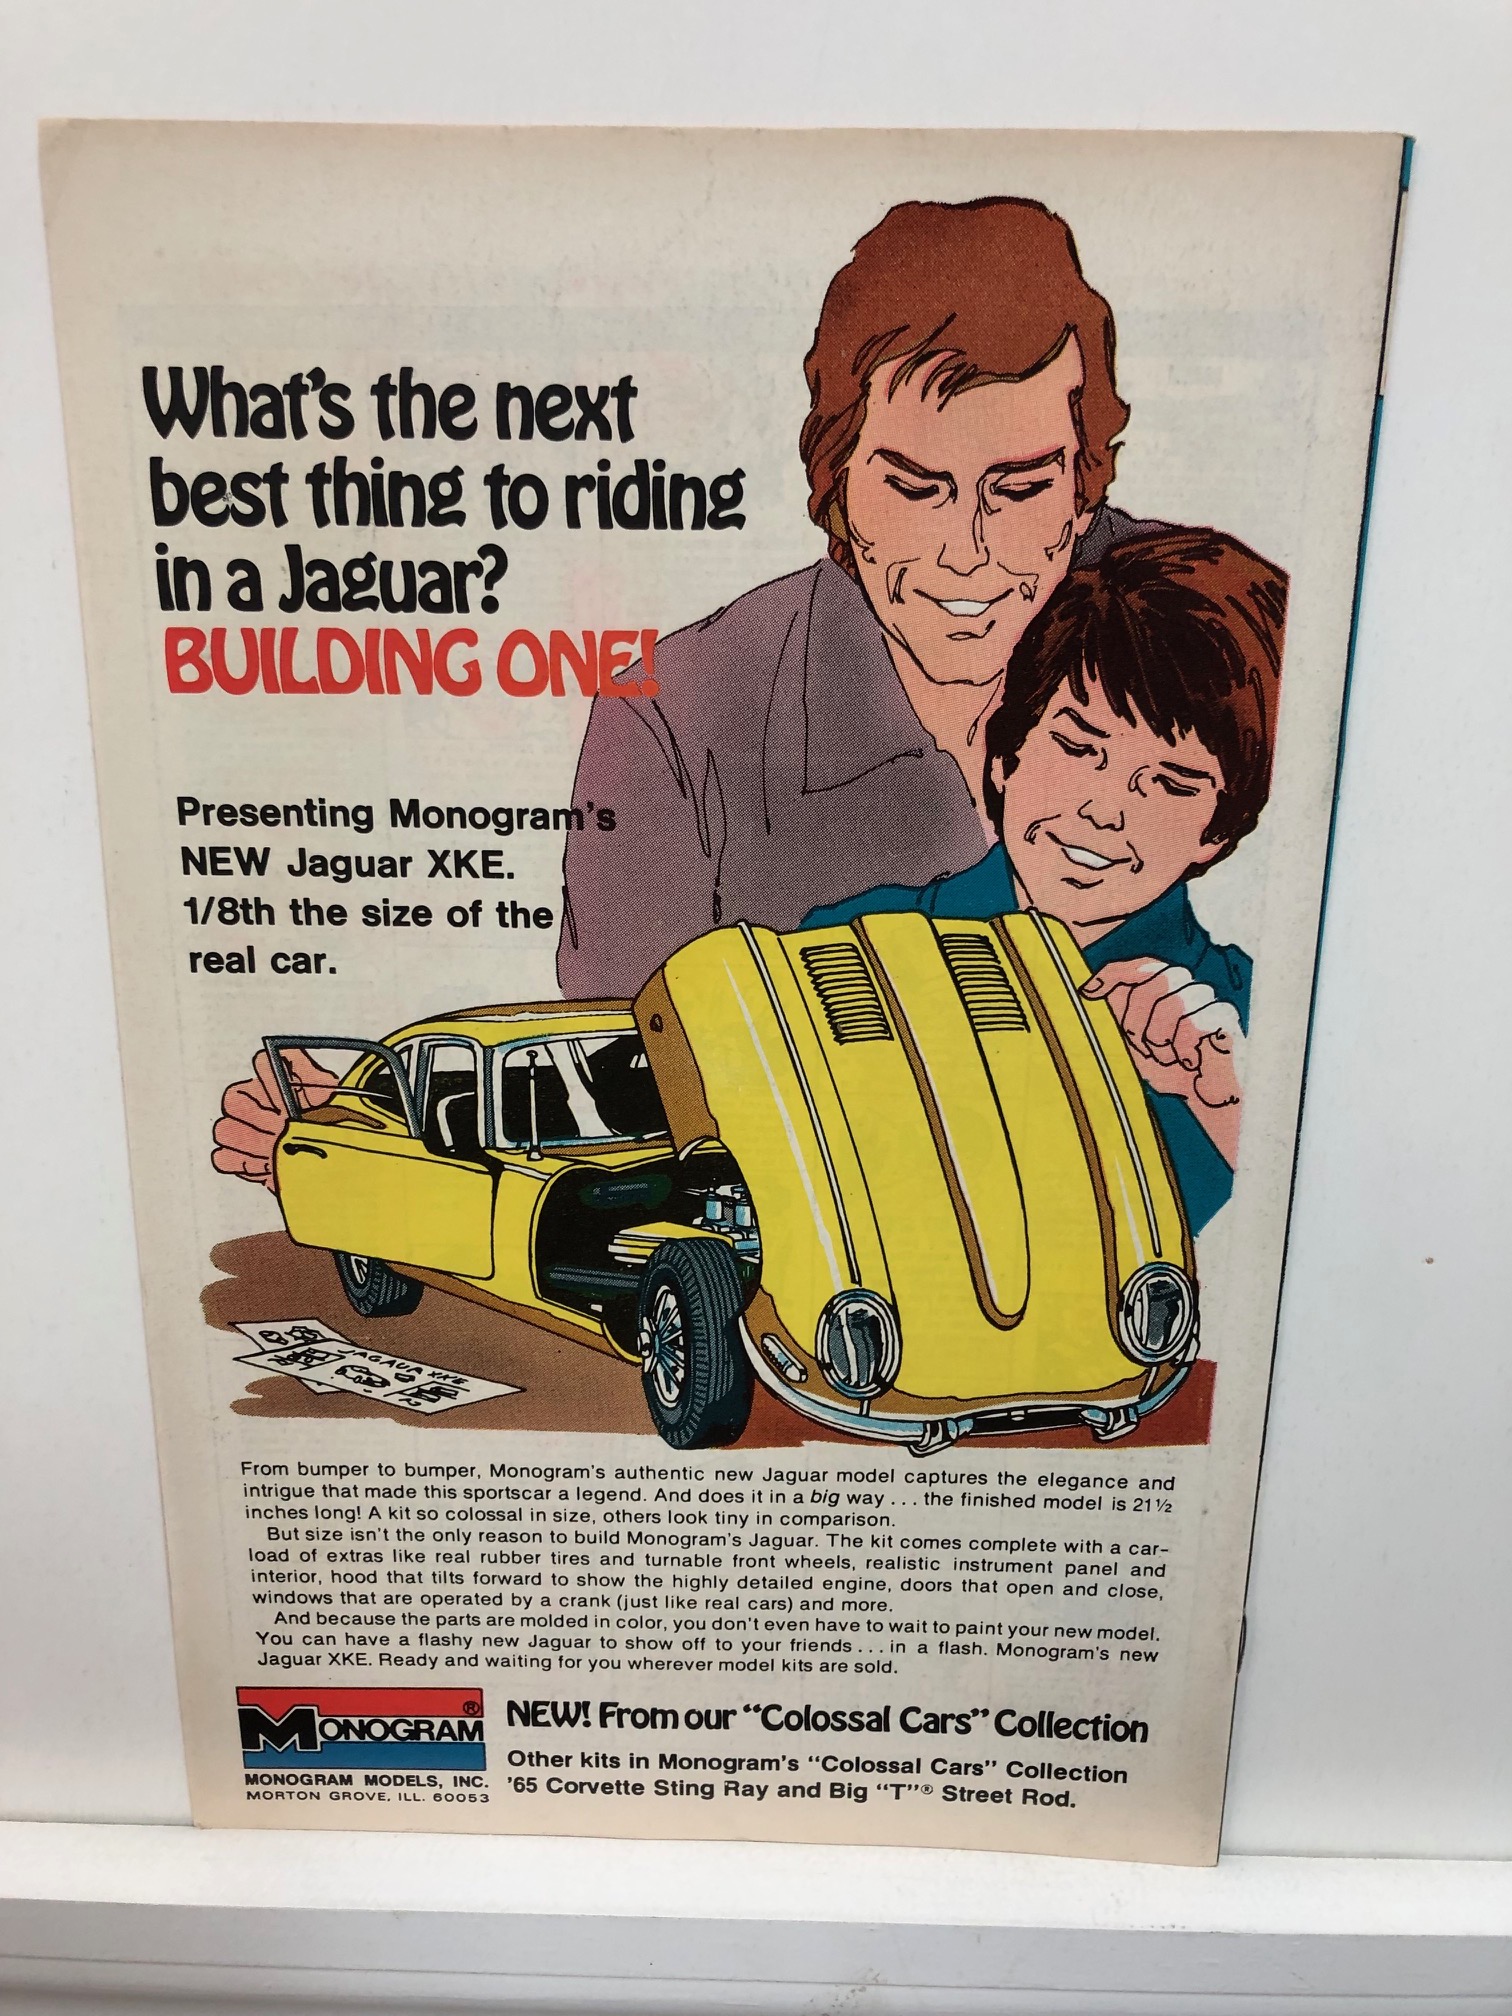 What's the next
best thing to riding
in a Jaguar?
BUILDING ONE!
Presenting Monogram's
NEW Jaguar XKE.
1/8th the size of the
real car.
JAGAUR XKE
From bumper to bumper, Monogram's authentic new Jaguar model captures the elegance and
intrigue that made this sportscar a legend. And does it in a big way . . . the finished model is 21½
inches long! A kit so colossal in size, others look tiny in comparison.
But size isn't the only reason to build Monogram's Jaguar. The kit comes complete with a car-
load of extras like real rubber tires and turnable front wheels, realistic instrument panel and
interior, hood that tilts forward to show the highly detailed engine, doors that open and close,
windows that are operated by a crank (just like real cars) and more.
And because the parts are molded in color, you don't even have to wait to paint your new model.
You can have a flashy new Jaguar to show off to your friends . . . in a flash. Monogram's new
Jaguar XKE. Ready and waiting for you wherever model kits are sold.
MONOGRAM®
MONOGRAM MODELS, INC.
MORTON GROVE, ILL. 60053
NEW! From our “Colossal Cars” Collection
Other kits in Monogram's “Colossal Cars” Collection
'65 Corvette Sting Ray and Big “T”® Street Rod.